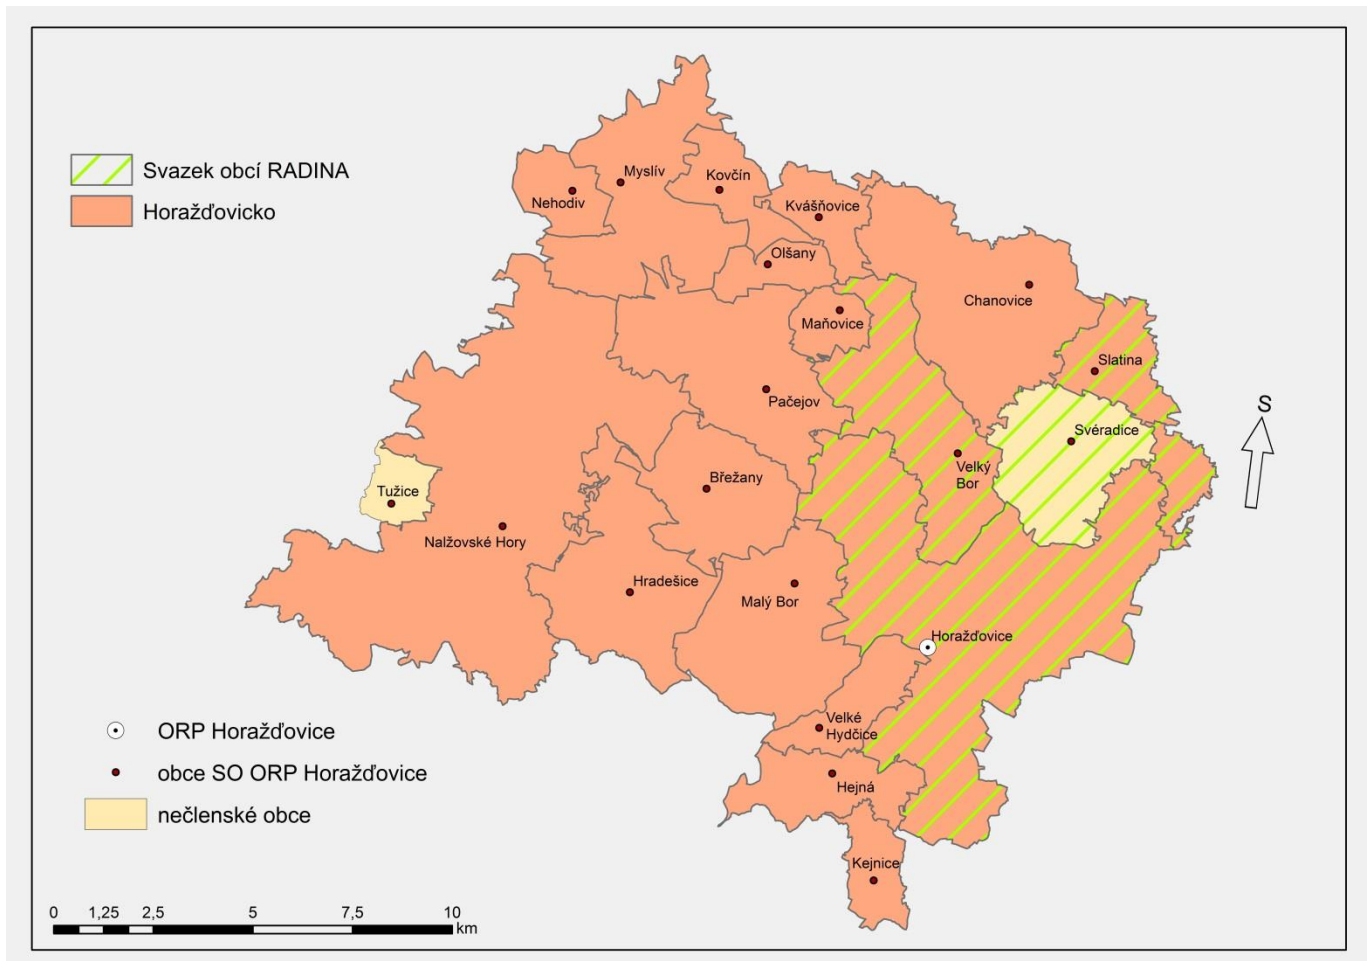 Svazek obcí RADINA
Horažďovicko
Myslív
Kovčín
Nehodiv
Kvášňovice
Olšany
Chanovice
Maňovice
Slatina
Pačejov
S
Svéradice
Velký
Bor
Břežany
Tužice
Nalžovské Hory
Hradešice
Malý Bor
Horažďovice
Velké
Hydčice
Hejná
Kejnice
ORP Horažďovice
obce SO ORP Horažďovice
nečlenské obce
0 1,25 2,5 5 7,5 10
km